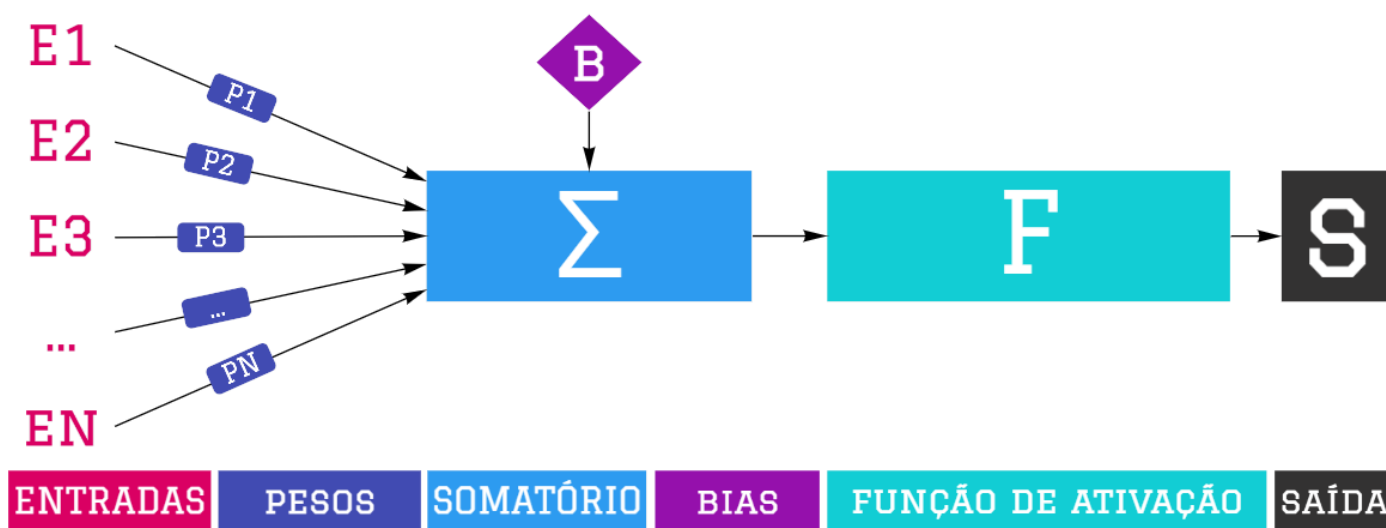 E1
P1
B
E2
P2
E3
P3
Σ
F
S
...
...
EN
PN
ENTRADAS
PESOS
SOMATÓRIO
BIAS
FUNÇÃO DE ATIVAÇÃO
SAÍDA